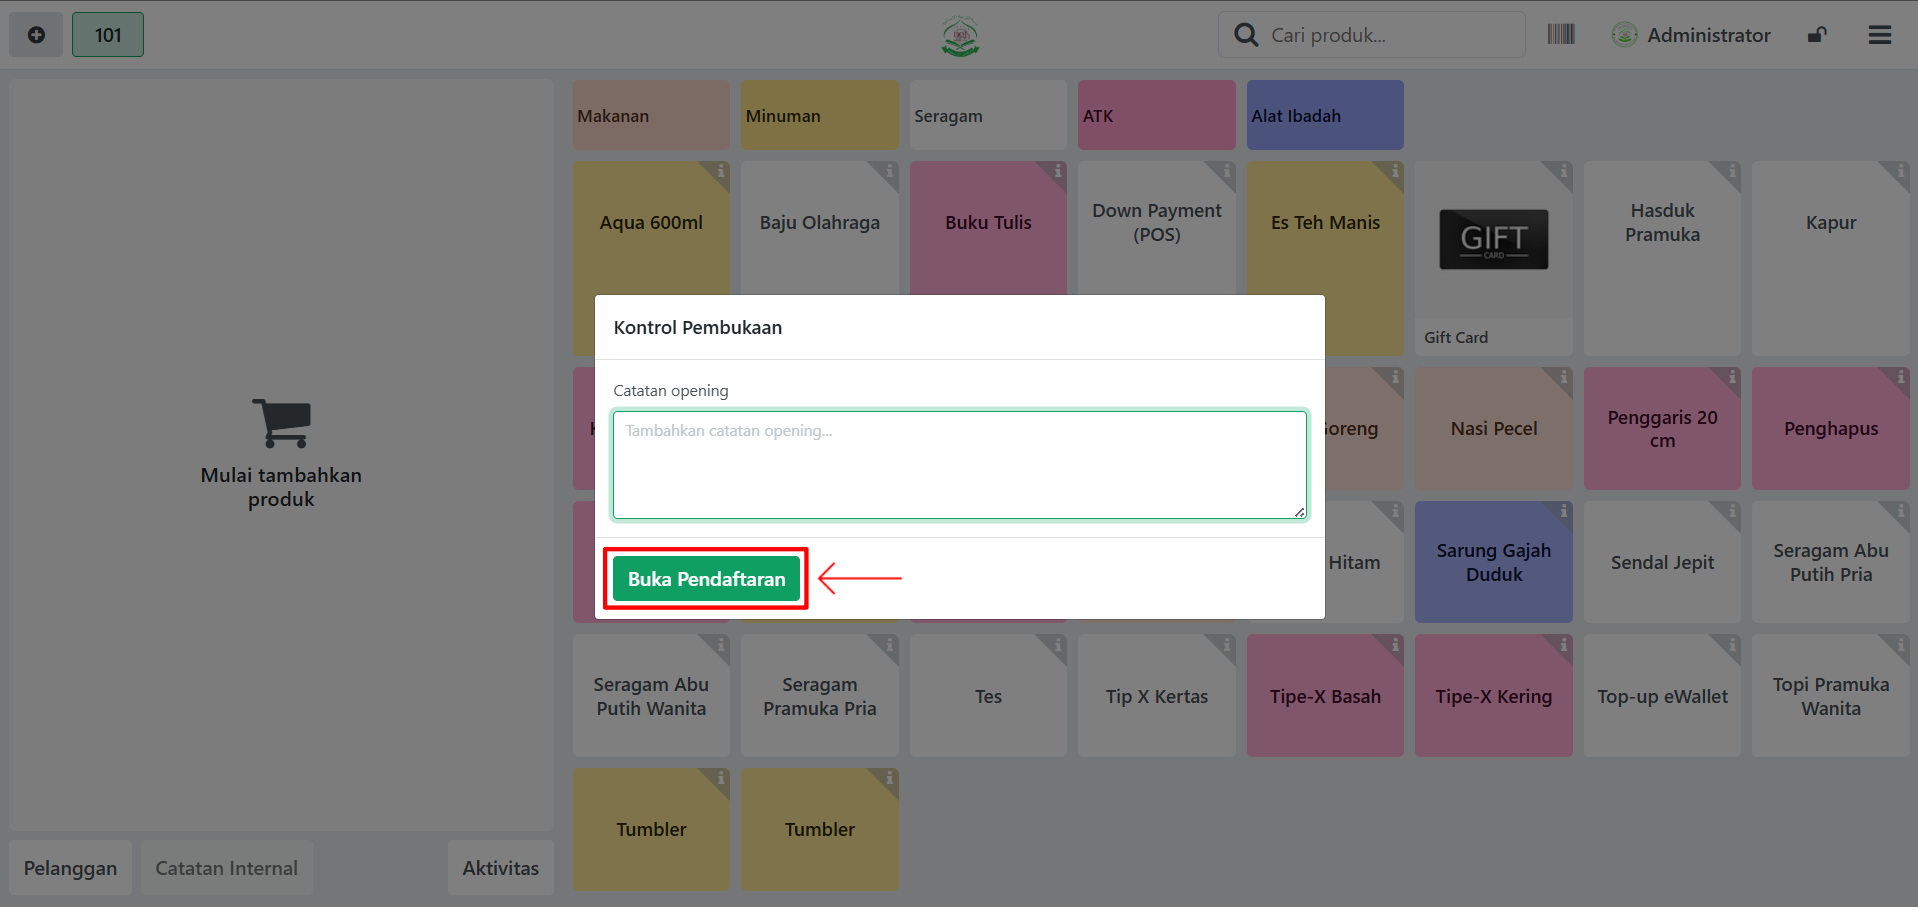 101
Cari produk...
Administrator
Makanan
Minuman
Seragam
ATK
Alat Ibadah
Aqua 600ml
Baju Olahraga
Buku Tulis
Down Payment
(POS)
Es Teh Manis
GIFT
CARD
Gift Card
Hasduk
Pramuka
Kapur
Mulai tambahkan
produk
Kontrol Pembukaan
Catatan opening
Tambahkan catatan opening...
Buka Pendaftaran
Nasi Pecel
Penggaris 20
cm
Penghapus
Hitam
Sarung Gajah
Duduk
Sendal Jepit
Seragam Abu
Putih Pria
Seragam Abu
Putih Wanita
Seragam
Pramuka Pria
Tes
Tip X Kertas
Tipe-X Basah
Tipe-X Kering
Top-up eWallet
Topi Pramuka
Wanita
Tumbler
Tumbler
Pelanggan
Catatan Internal
Aktivitas